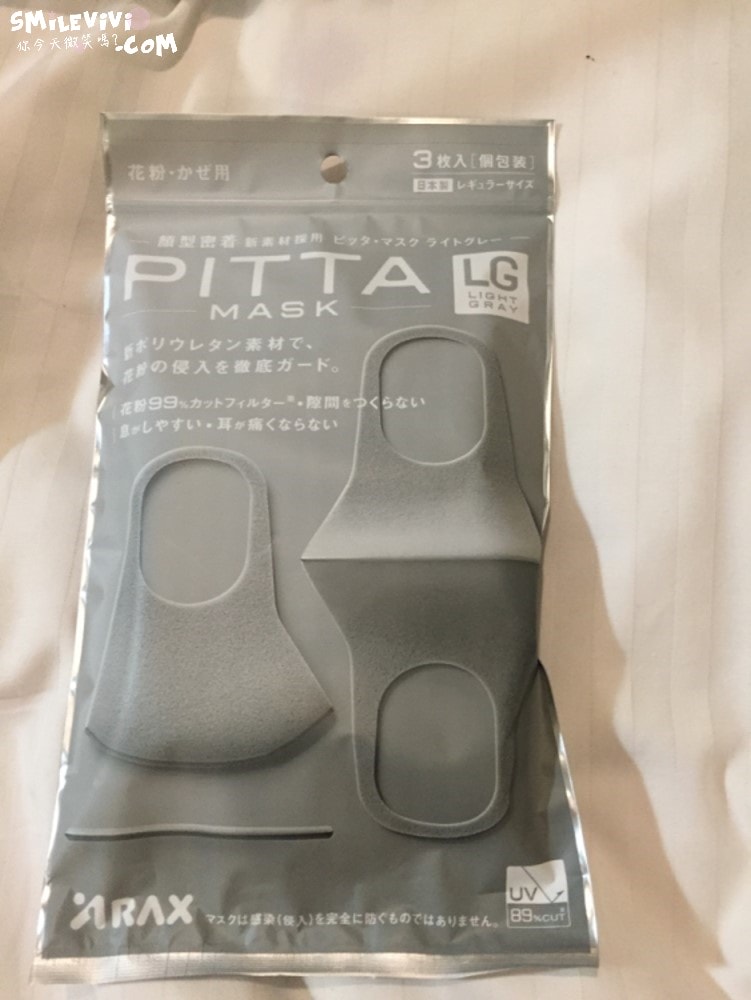 SMiLEViVi
你今天微笑嗎?.COM
花粉・かぜ用
3枚入[個包装]
日本製 レギュラーサイズ
顔型密着 新素材採用 ピッタ・マスク ライトグレー
PITTA
MASK
LG
LIGHT
GRAY
新ポリウレタン素材で、
花粉の侵入を徹底ガード。
花粉99%カットフィルター※・隙間をつくらない
息がしやすい・耳が痛くならない
ARAX
マスクは感染(侵入)を完全に防ぐものではありません。
UV
89%CUT※